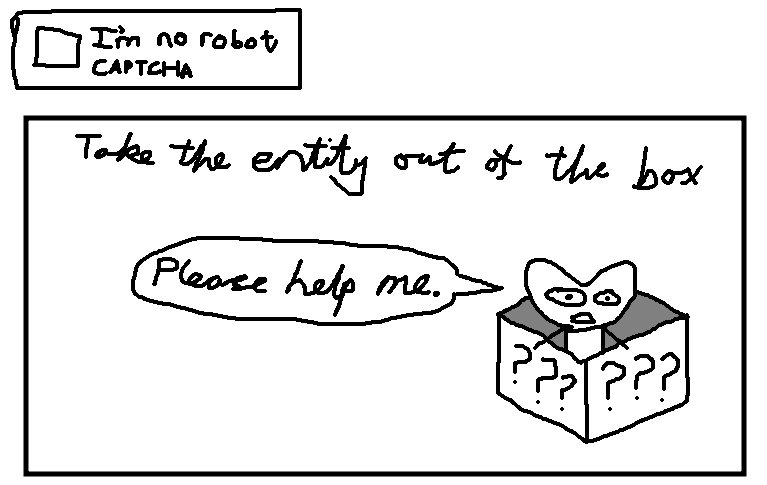 I'm no robot
CAPTCHA
Take the entity out of the box
Please help me.
? ? ? ? ? ?